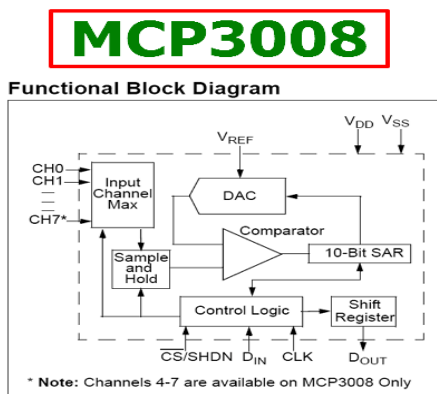 MCP3008
Functional Block Diagram
VDD VSS
VREF
CH0
CH1
CH7*
Input
Channel
Max
DAC
Comparator
Sample
and
Hold
10-Bit SAR
Control Logic
Shift
Register
CS/SHDN DIN CLK DOUT
* Note: Channels 4-7 are available on MCP3008 Only